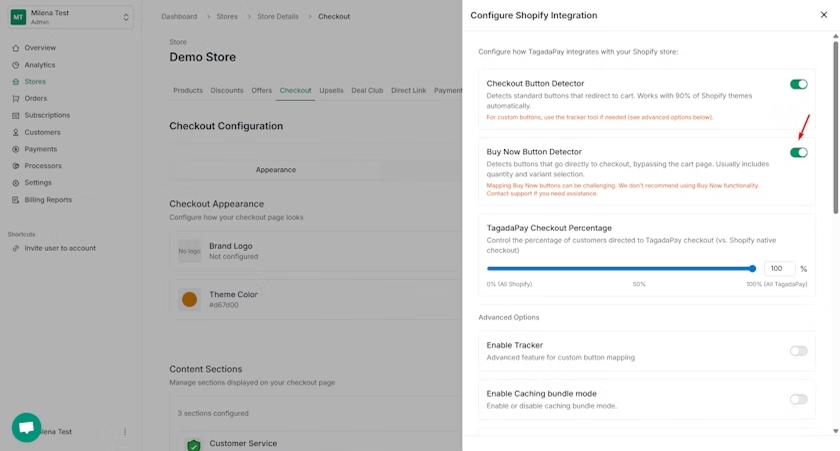 MT
Milena Test
Admin
Overview
Analytics
Stores
Orders
Subscriptions
Customers
Payments
Processors
Settings
Billing Reports
Shortcuts
Invite user to account
lena Test
Dashboard > Stores > Store Details > Checkout
Store
Demo Store
Products Discounts Offers Checkout Upsells Deal Club Direct Link Payment
Checkout Configuration
Appearance
Checkout Appearance
Configure how your checkout page looks
No logo
Brand Logo
Not configured
Theme Color
#d67d00
Content Sections
Manage sections displayed on your checkout page
3 sections configured
Customer Service
Configure Shopify Integration
Configure how TagadaPay integrates with your Shopify store:
Checkout Button Detector
Detects standard buttons that redirect to cart. Works with 90% of Shopify themes
automatically.
For custom buttons, use the tracker tool if needed (see advanced options below).
Buy Now Button Detector
Detects buttons that go directly to checkout, bypassing the cart page. Usually includes
quantity and variant selection.
Mapping Buy Now buttons can be challenging. We don't recommend using Buy Now functionality.
Contact support if you need assistance.
TagadaPay Checkout Percentage
Control the percentage of customers directed to TagadaPay checkout (vs. Shopify native
checkout)
100 %
0% (All Shopify) 50% 100% (All TagadaPay)
Advanced Options
Enable Tracker
Advanced feature for custom button mapping
Enable Caching bundle mode
Enable or disable caching bundle mode.